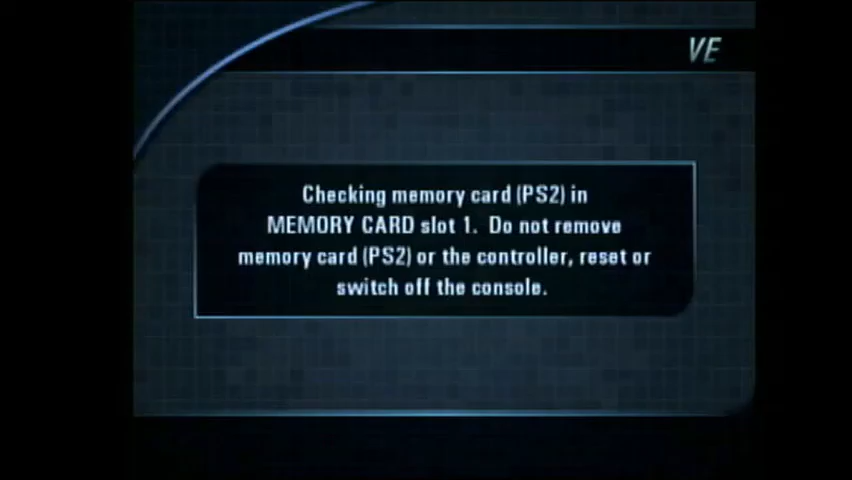 VE
Checking memory card (PS2) in
MEMORY CARD slot 1. Do not remove
memory card (PS2) or the controller, reset or
switch off the console.